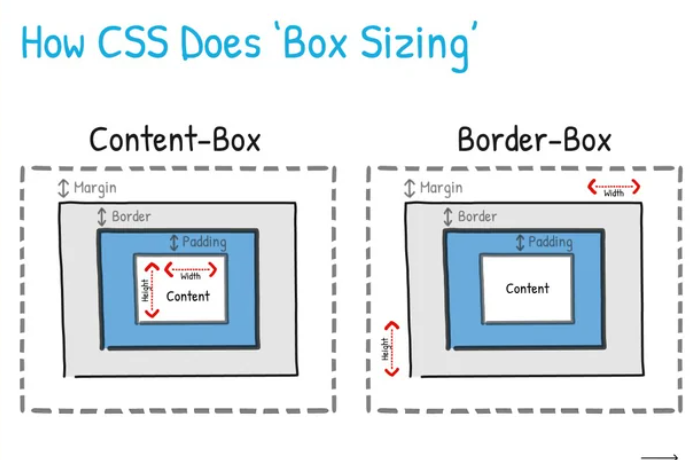 How CSS Does ‘Box Sizing’
Content-Box
Margin
Border
Padding
Width
Height
Content
Border-Box
Margin
Width
Border
Padding
Content
Height